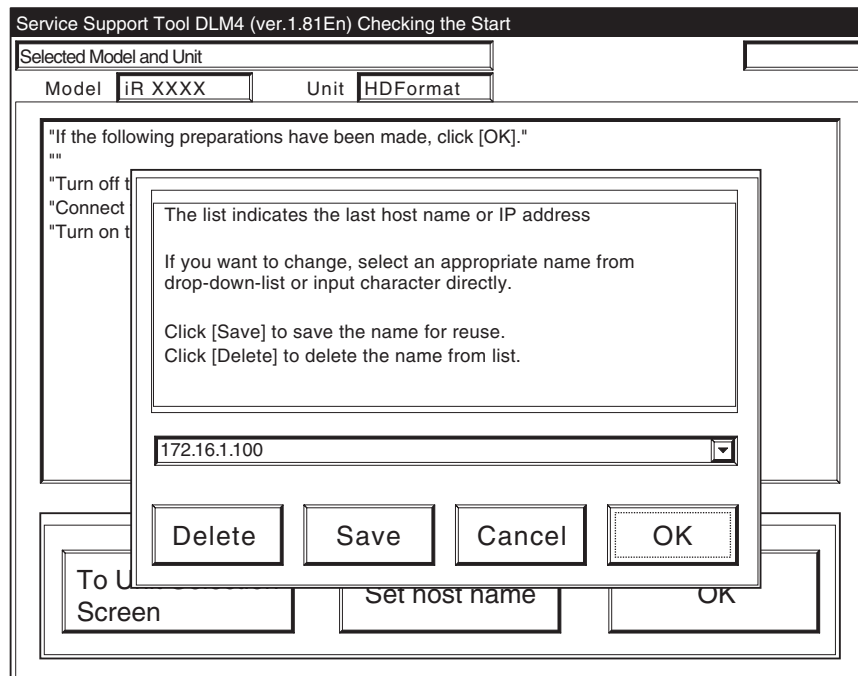 Service Support Tool DLM4 (ver.1.81En) Checking the Start
Selected Model and Unit
Model iR XXXX Unit HDFormat
"If the following preparations have been made, click [OK]."
""
"Turn off
"Connect
"Turn on
The list indicates the last host name or IP address
If you want to change, select an appropriate name from
drop-down-list or input character directly.
Click [Save] to save the name for reuse.
Click [Delete] to delete the name from list.
172.16.1.100
Delete Save Cancel OK
To Unit Selection
Screen
Set host name
OK